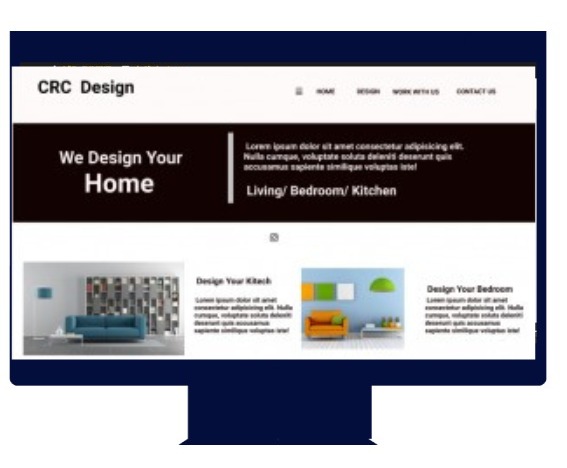 CRC Design
☰ HOME DESIGN WORK WITH US CONTACT US
We Design Your
Home
Lorem ipsum dolor sit amet consectetur adipisicing elit.
Nulla cumque, voluptate soluta deleniti deserunt quis
accusamus sapiente similique voluptas iste!
Living/ Bedroom/ Kitchen
Design Your Kitech
Lorem ipsum dolor sit amet
consectetur adipisicing elit. Nulla
cumque, voluptate soluta deleniti
deserunt quis accusamus
sapiente similique voluptas iste!
Design Your Bedroom
Lorem ipsum dolor sit amet
consectetur adipisicing elit. Nulla
cumque, voluptate soluta deleniti
deserunt quis accusamus
sapiente similique voluptas iste!